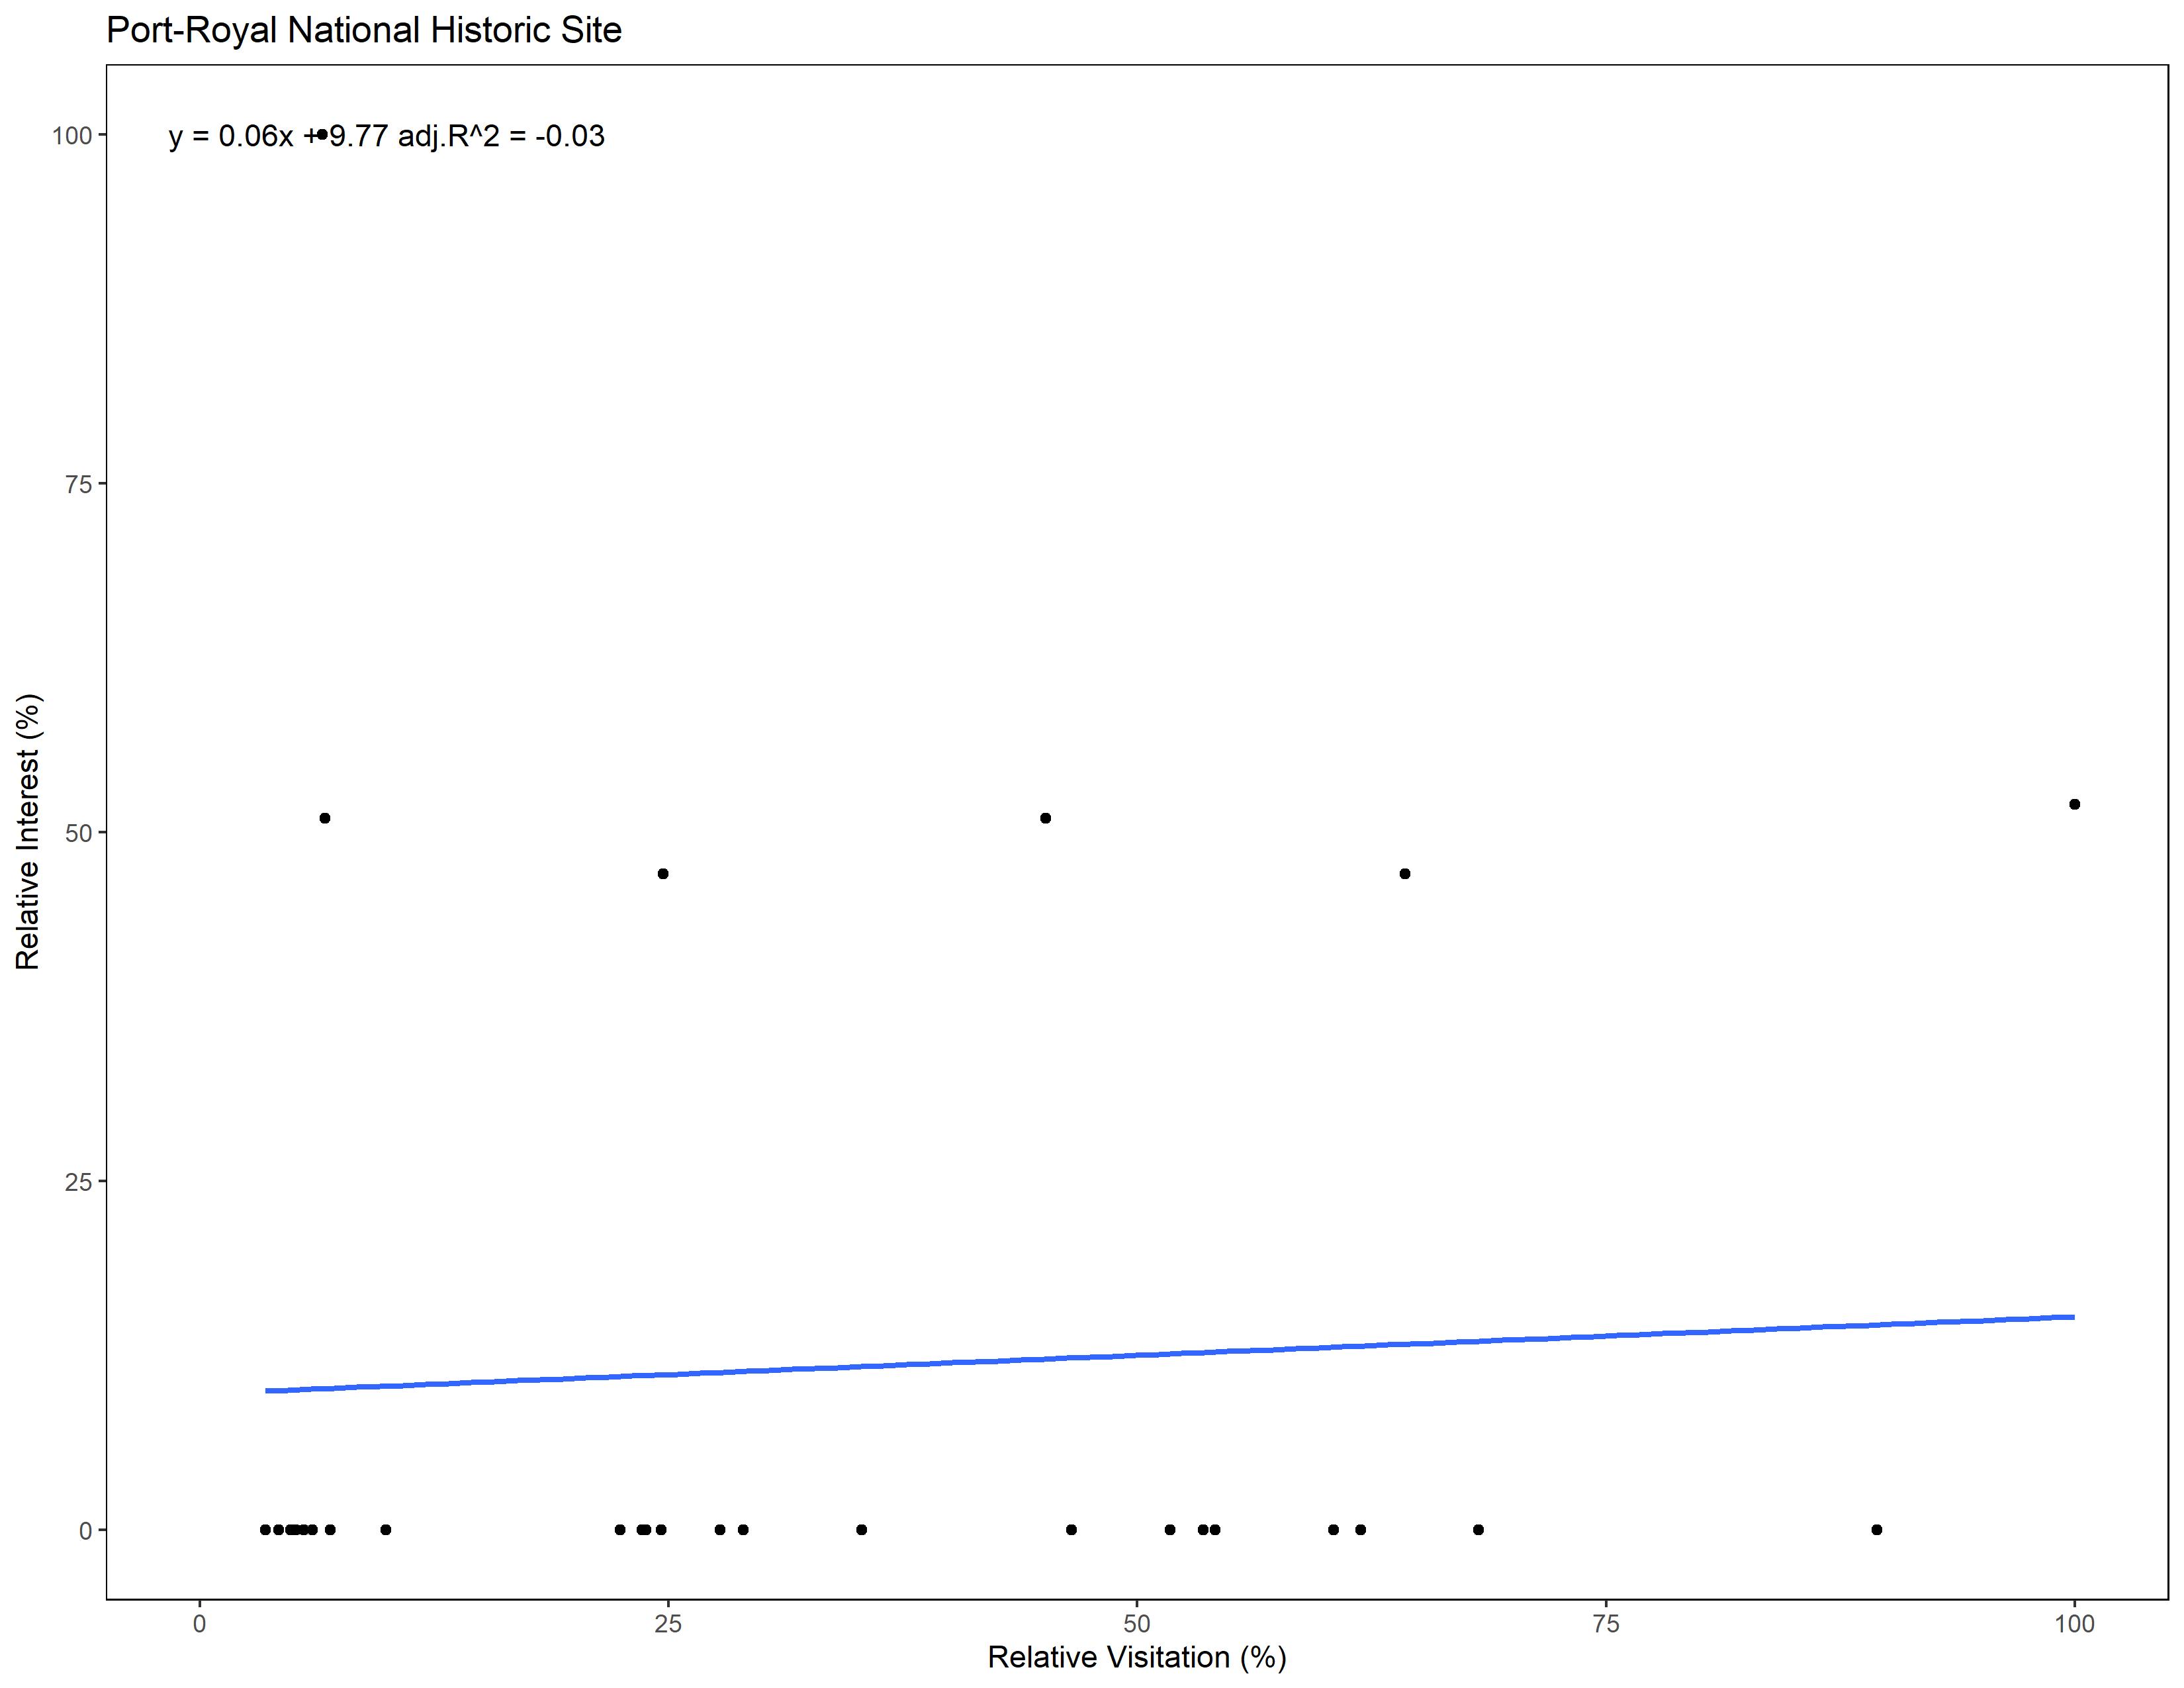 Port-Royal National Historic Site
y = 0.06x + 9.77 adj.R^2 = -0.03
100
75
50
25
0
Relative Interest (%)
0 25 50 75 100
Relative Visitation (%)